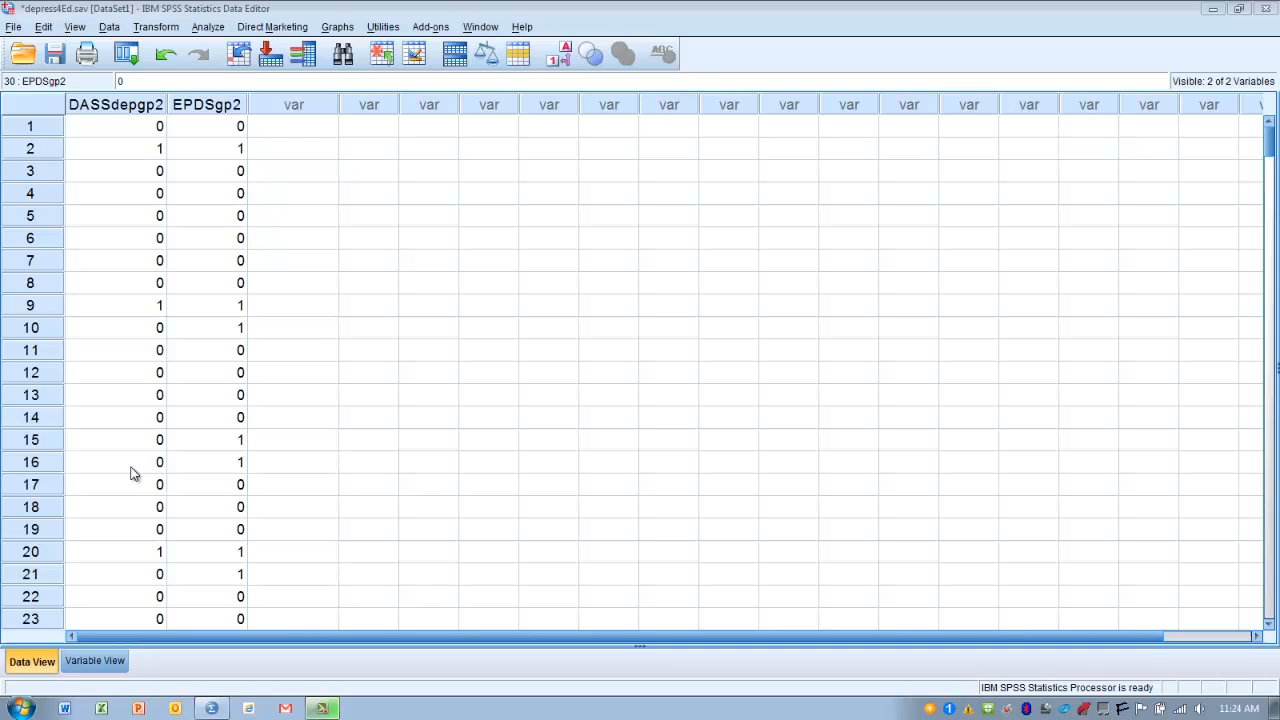 *depress4Ed.sav [DataSet1] - IBM SPSS Statistics Data Editor
File Edit View Data Transform Analyze Direct Marketing Graphs Utilities Add-ons Window Help
30 : EPDSgp2 0 Visible: 2 of 2 Variables
DASSdepgp2 EPDSgp2 var var var var var var var var var var var var var var var var
1 0 0
2 1 1
3 0 0
4 0 0
5 0 0
6 0 0
7 0 0
8 0 0
9 1 1
10 0 1
11 0 0
12 0 0
13 0 0
14 0 0
15 0 1
16 0 1
17 0 0
18 0 0
19 0 0
20 1 1
21 0 1
22 0 0
23 0 0
Data View Variable View
IBM SPSS Statistics Processor is ready
11:24 AM